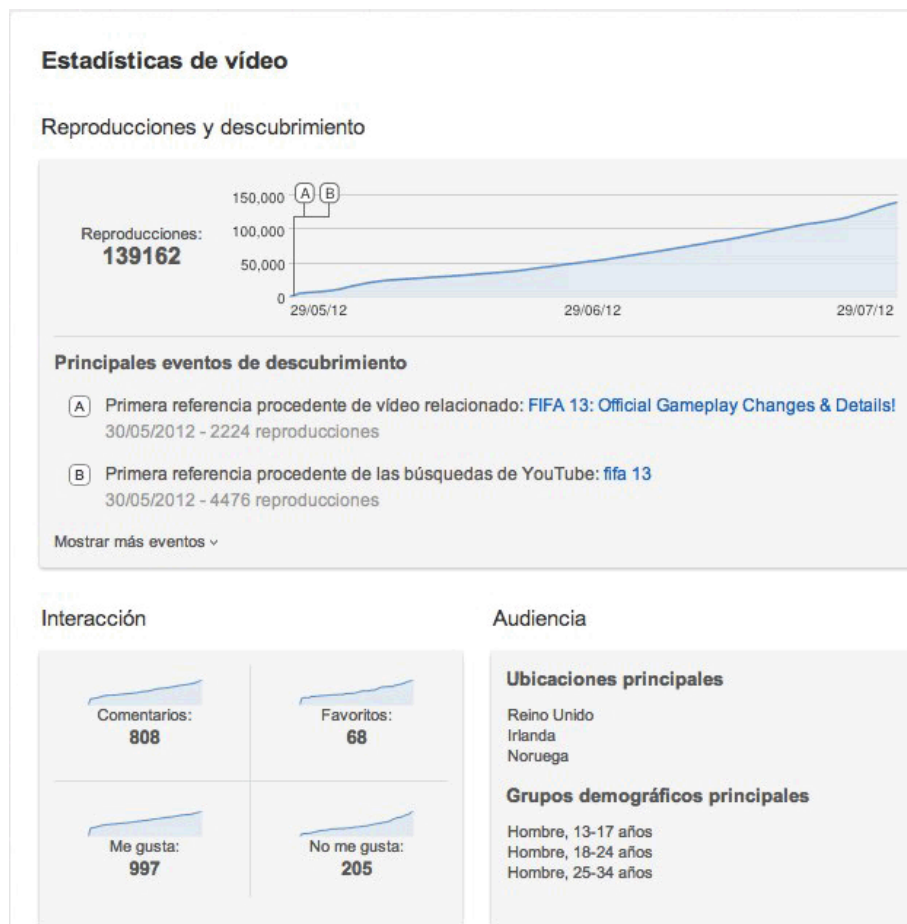 Estadísticas de vídeo
Reproducciones y descubrimiento
150,000
A B
Reproducciones:
139162
100,000
50,000
0
29/05/12 29/06/12 29/07/12
Principales eventos de descubrimiento
A Primera referencia procedente de vídeo relacionado: FIFA 13: Official Gameplay Changes & Details!
30/05/2012 - 2224 reproducciones
B Primera referencia procedente de las búsquedas de YouTube: fifa 13
30/05/2012 - 4476 reproducciones
Mostrar más eventos
Interacción
Comentarios:
808
Favoritos:
68
Me gusta:
997
No me gusta:
205
Audiencia
Ubicaciones principales
Reino Unido
Irlanda
Noruega
Grupos demográficos principales
Hombre, 13-17 años
Hombre, 18-24 años
Hombre, 25-34 años